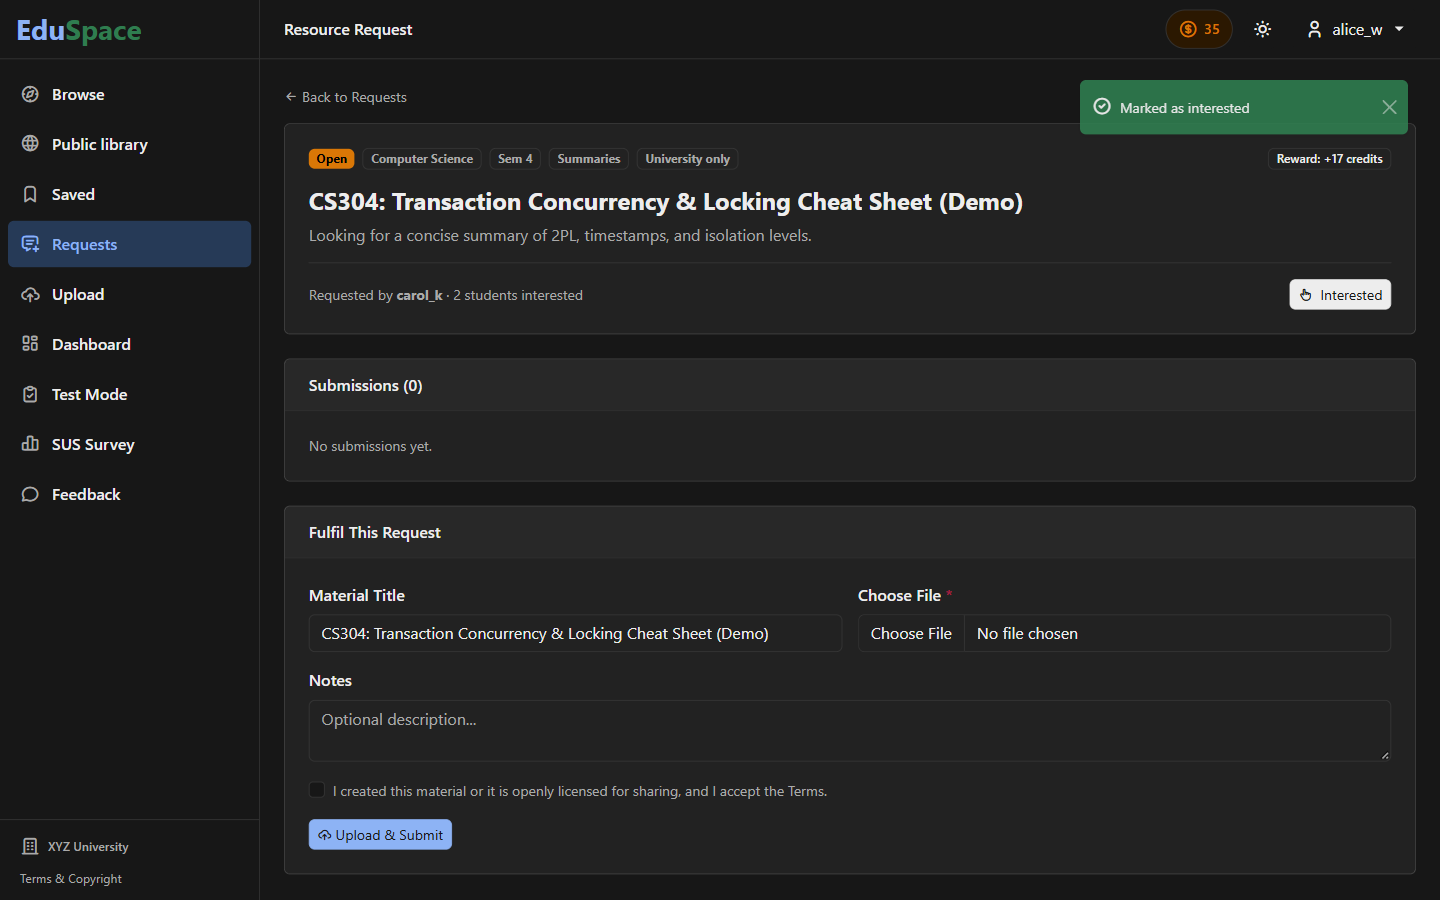 EduSpace
Resource Request
35
alice_w
Browse
Public library
Saved
Requests
Upload
Dashboard
Test Mode
SUS Survey
Feedback
XYZ University
Terms & Copyright
← Back to Requests
Marked as interested
Open
Computer Science
Sem 4
Summaries
University only
Reward: +17 credits
CS304: Transaction Concurrency & Locking Cheat Sheet (Demo)
Looking for a concise summary of 2PL, timestamps, and isolation levels.
Requested by carol_k · 2 students interested
Interested
Submissions (0)
No submissions yet.
Fulfil This Request
Material Title
Choose File *
CS304: Transaction Concurrency & Locking Cheat Sheet (Demo)
Choose File No file chosen
Notes
Optional description...
I created this material or it is openly licensed for sharing, and I accept the Terms.
Upload & Submit